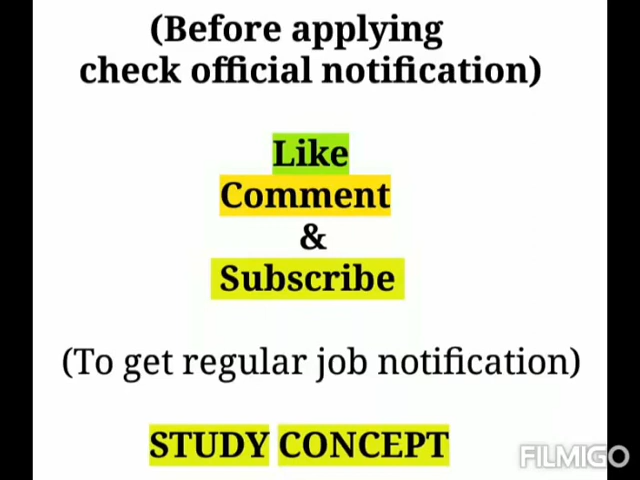 (Before applying
check official notification)
Like
Comment
&
Subscribe
(To get regular job notification)
STUDY CONCEPT
FILMIGO